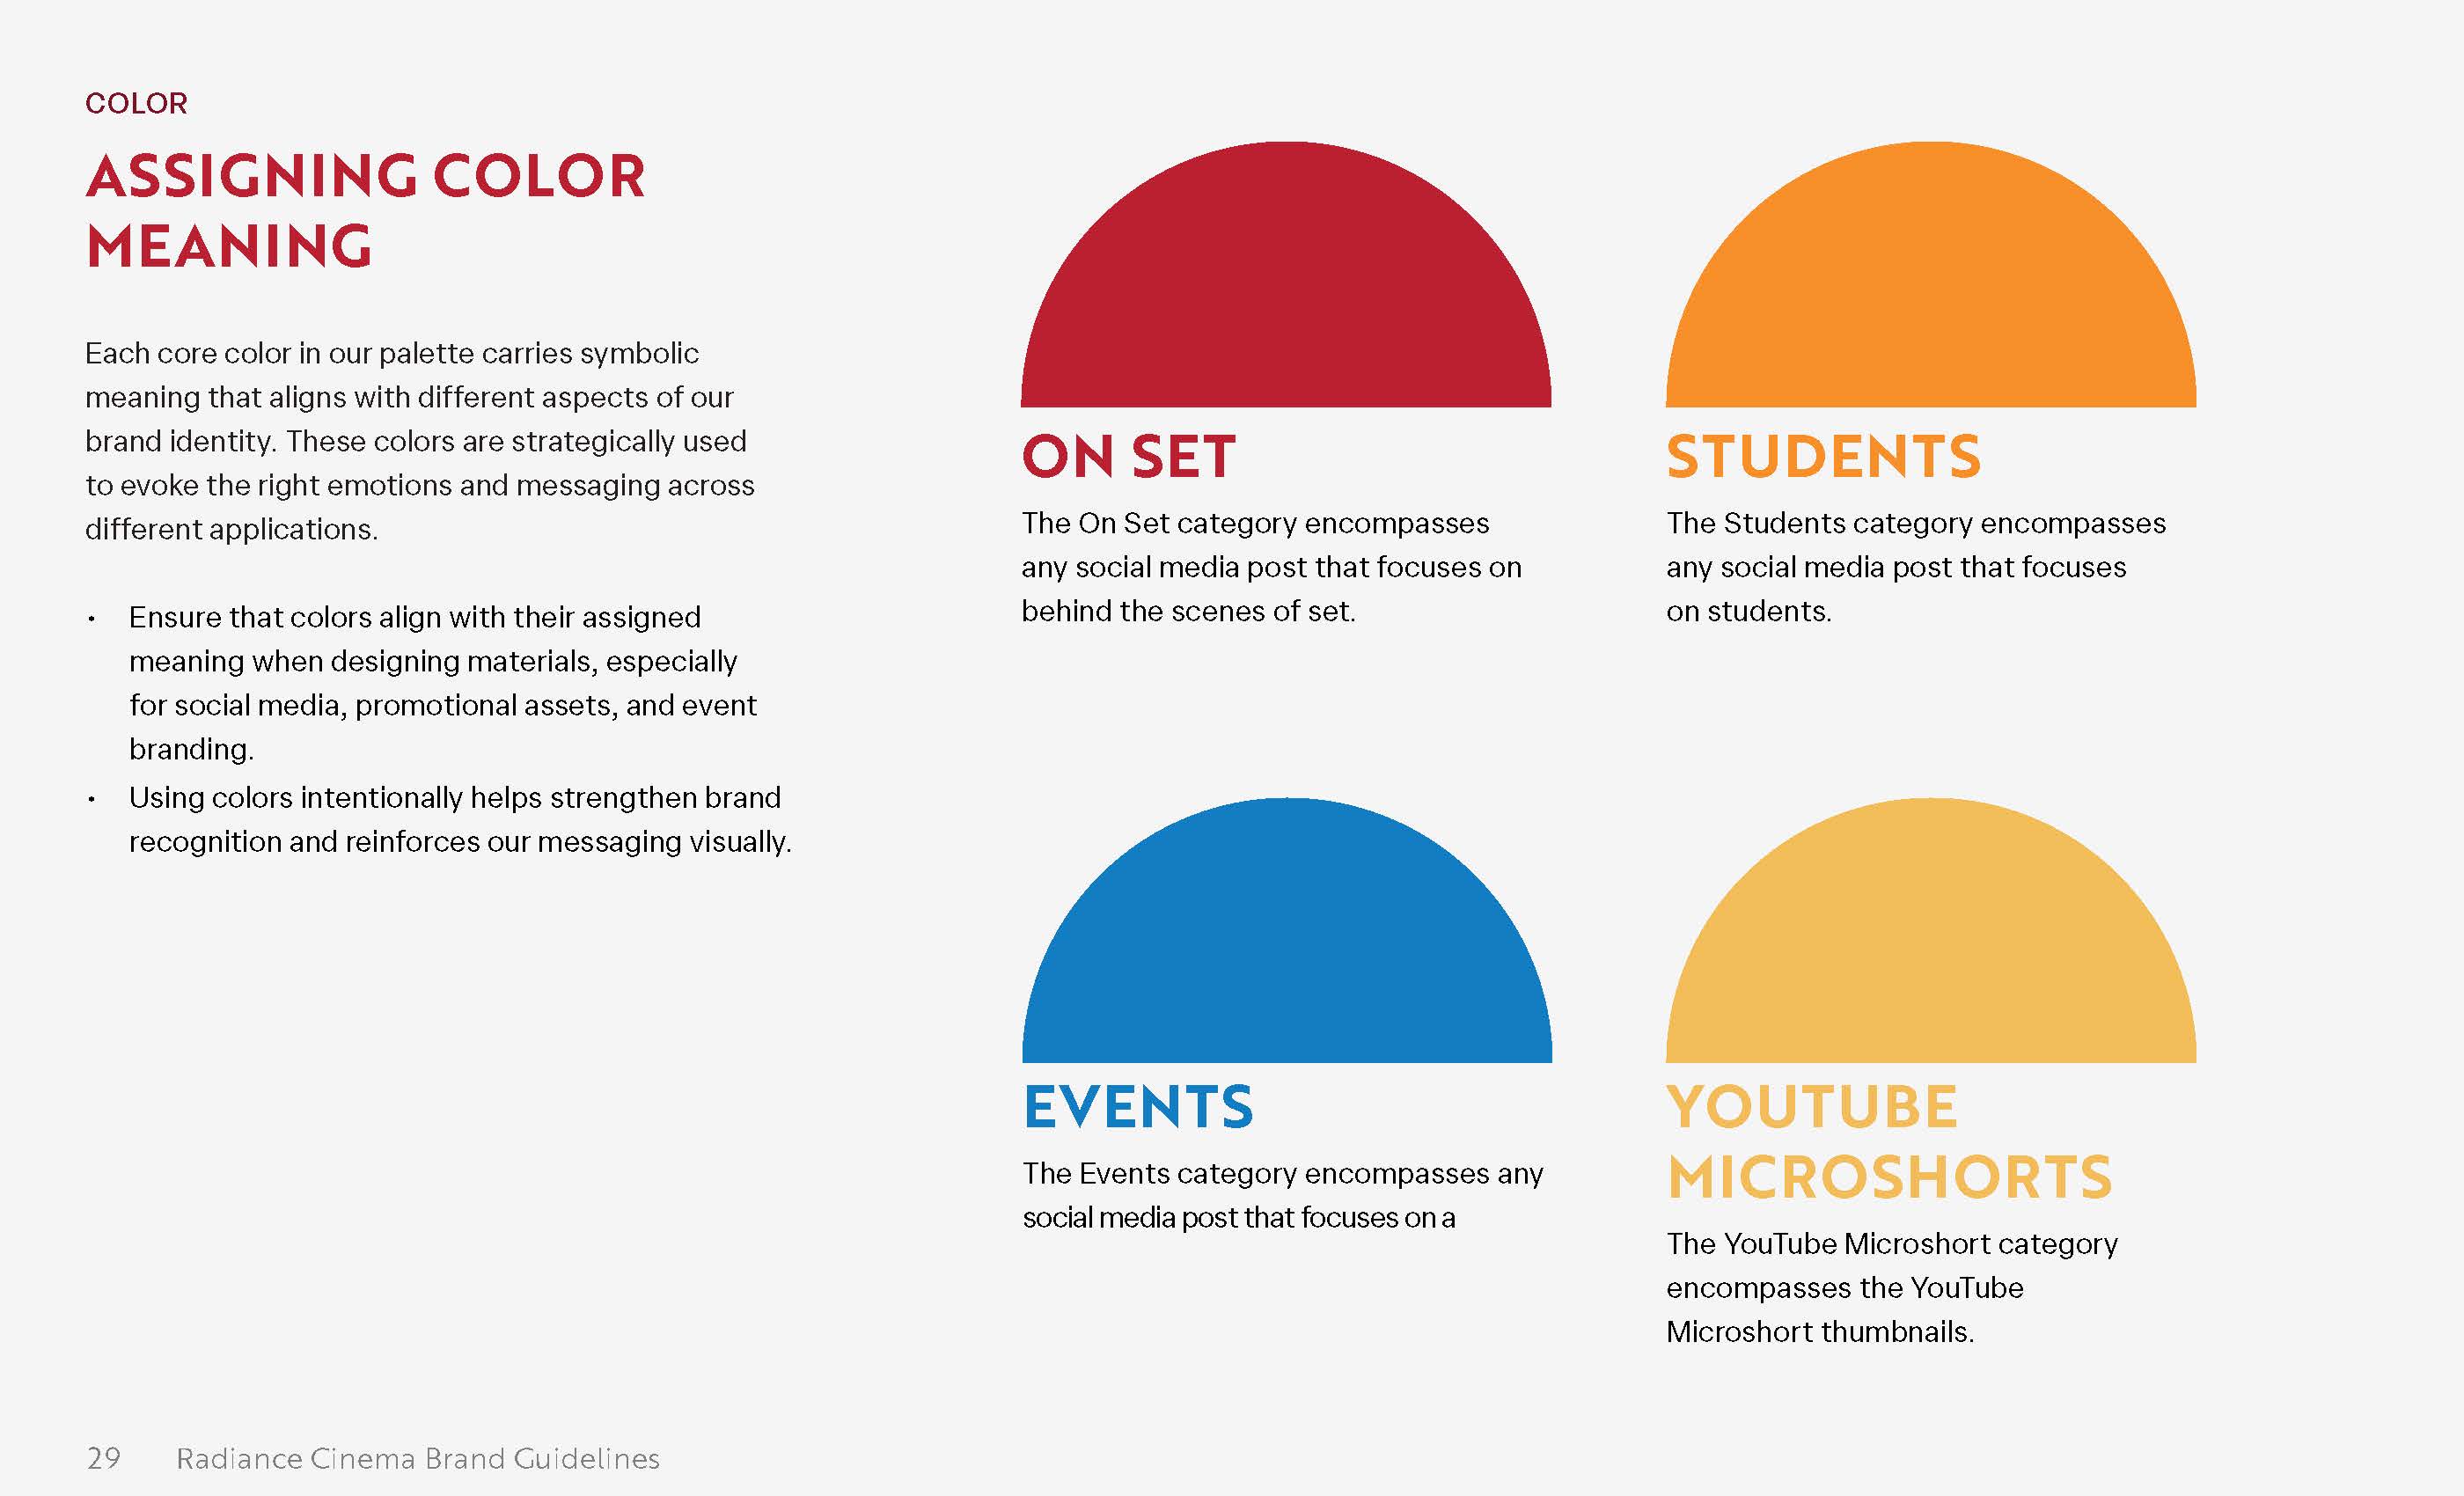 COLOR
ASSIGNING COLOR
MEANING
Each core color in our palette carries symbolic
meaning that aligns with different aspects of our
brand identity. These colors are strategically used
to evoke the right emotions and messaging across
different applications.
• Ensure that colors align with their assigned
meaning when designing materials, especially
for social media, promotional assets, and event
branding.
• Using colors intentionally helps strengthen brand
recognition and reinforces our messaging visually.
ON SET
The On Set category encompasses
any social media post that focuses on
behind the scenes of set.
STUDENTS
The Students category encompasses
any social media post that focuses
on students.
EVENTS
The Events category encompasses any
social media post that focuses on a
YOUTUBE
MICROSHORTS
The YouTube Microshort category
encompasses the YouTube
Microshort thumbnails.
29 Radiance Cinema Brand Guidelines